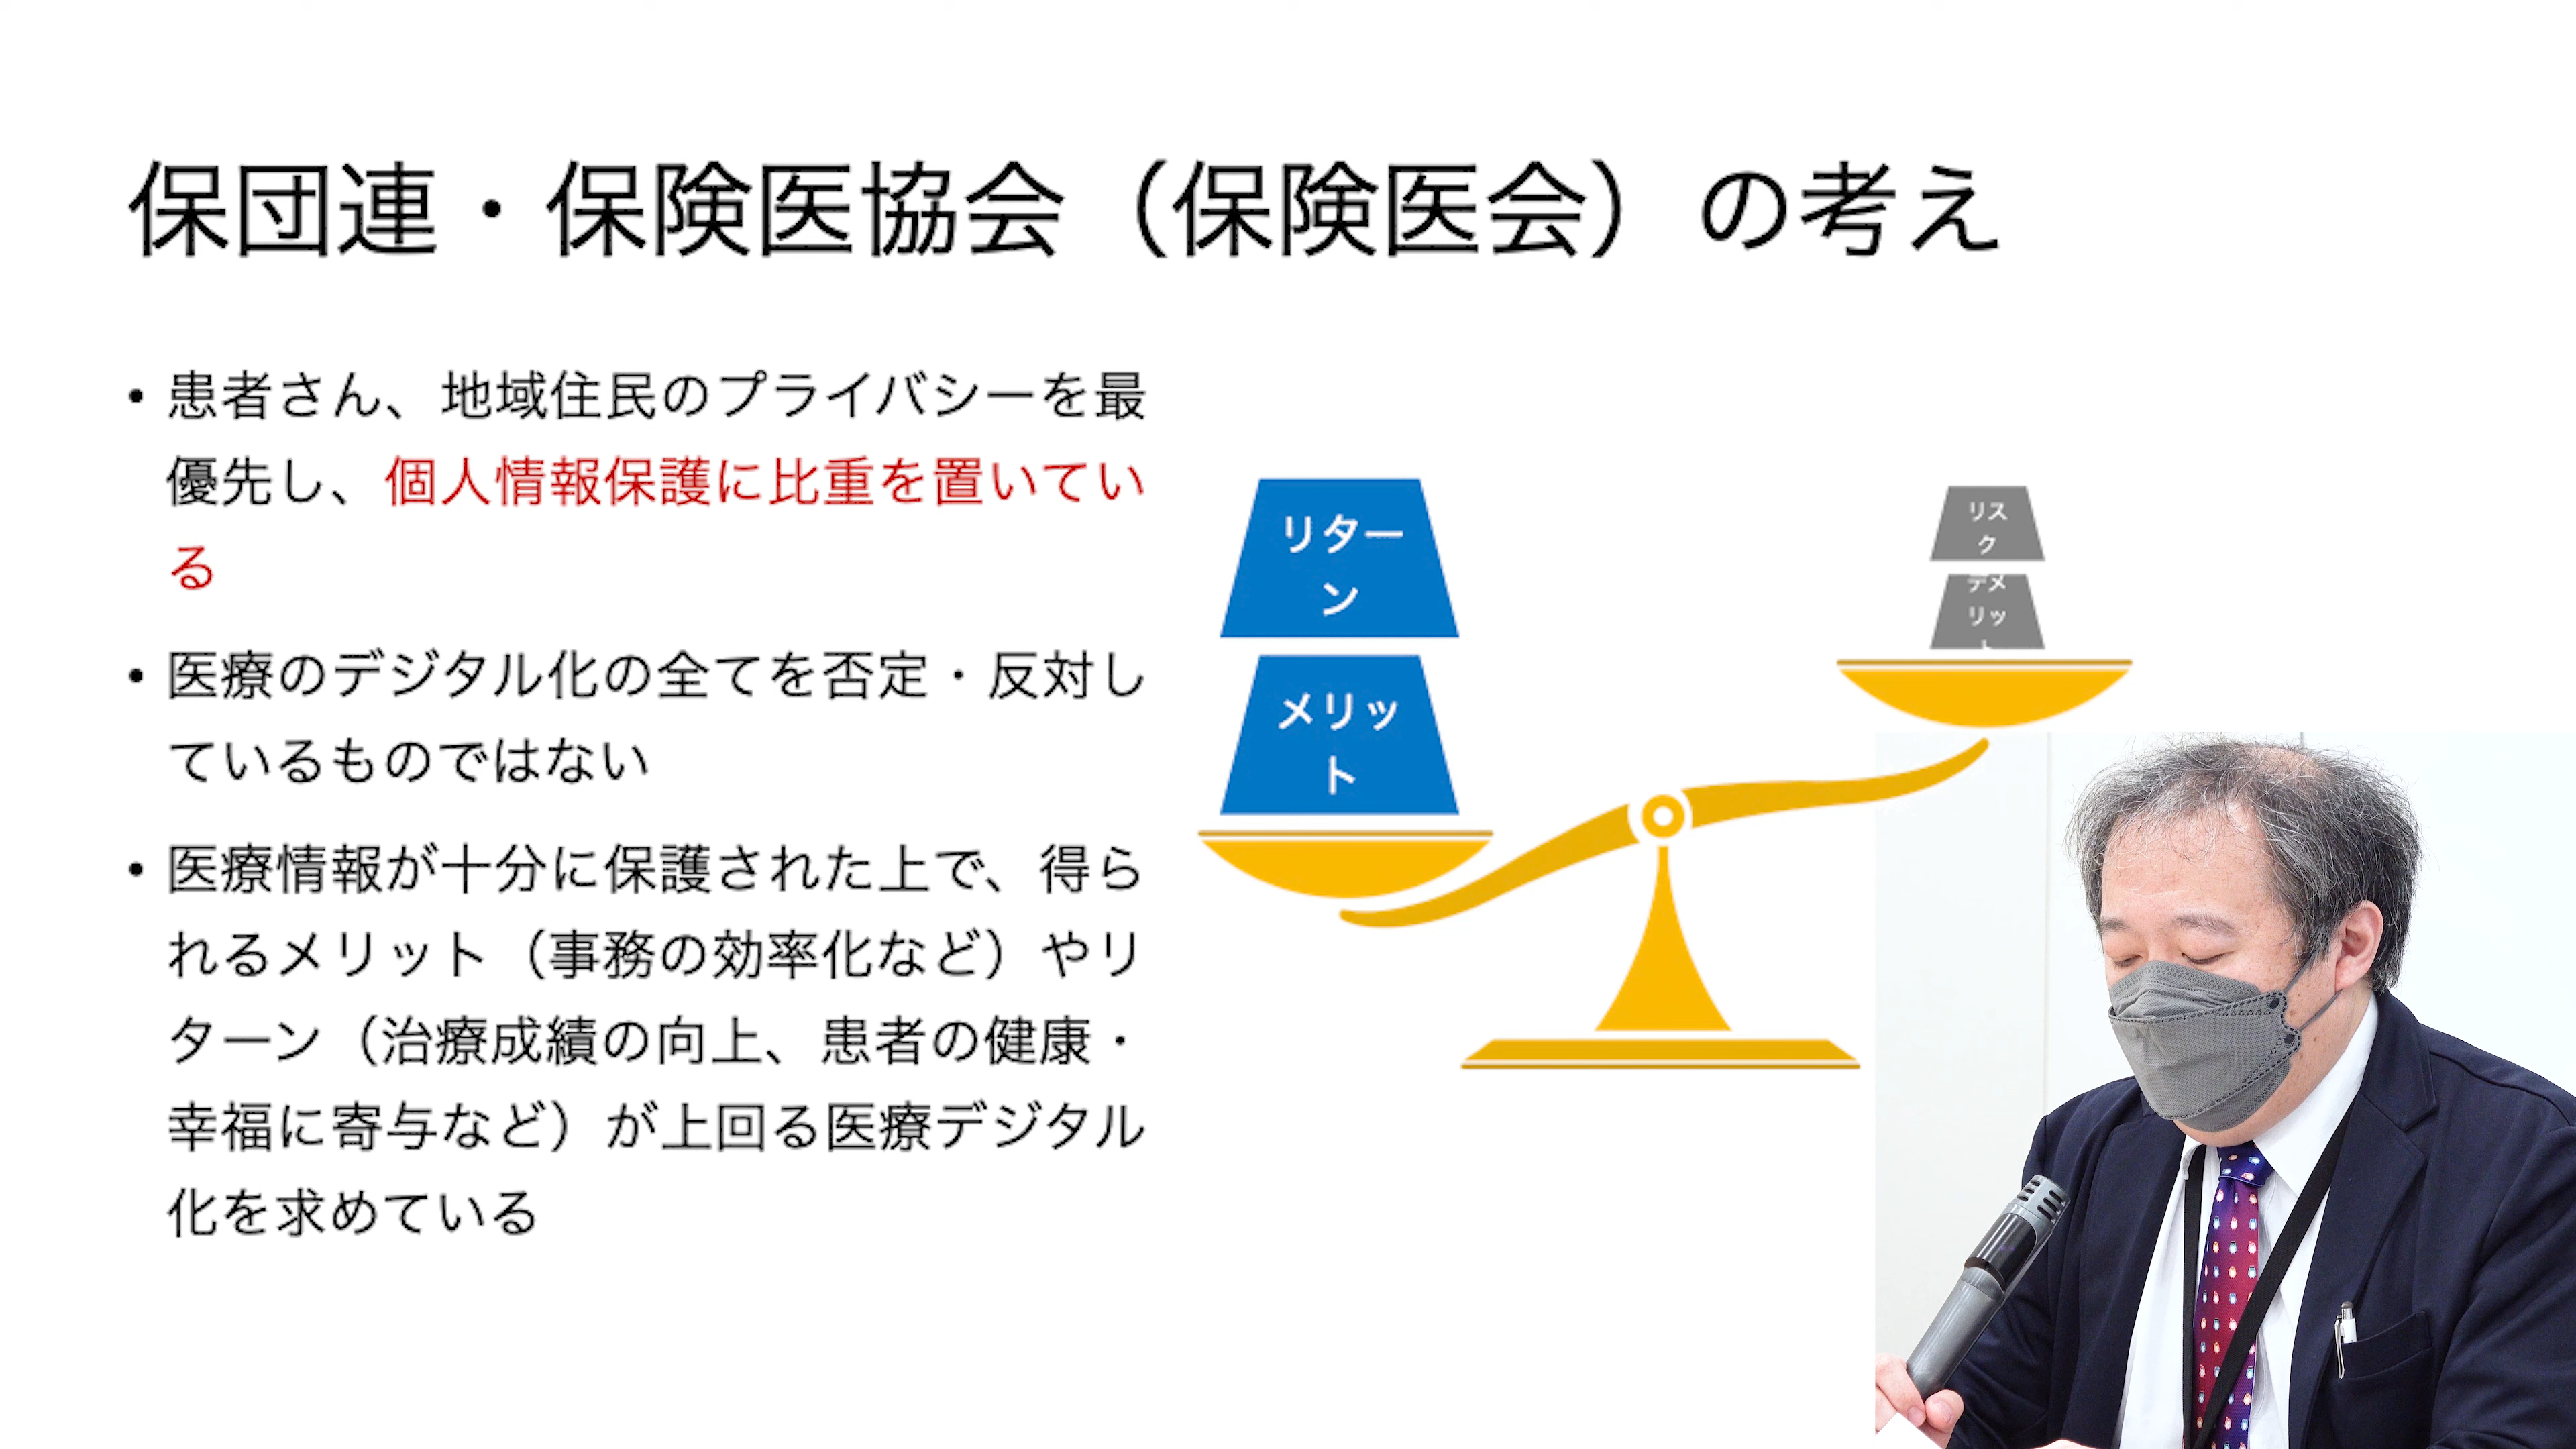 保団連・保険医協会（保険医会）の考え
• 患者さん、地域住民のプライバシーを最
優先し、個人情報保護に比重を置いてい
る
• 医療のデジタル化の全てを否定・反対し
ているものではない
• 医療情報が十分に保護された上で、得ら
れるメリット（事務の効率化など）やリ
ターン（治療成績の向上、患者の健康・
幸福に寄与など）が上回る医療デジタル
化を求めている
リター
ン
メリッ
ト
リス
ク
デメ
リッ
ト